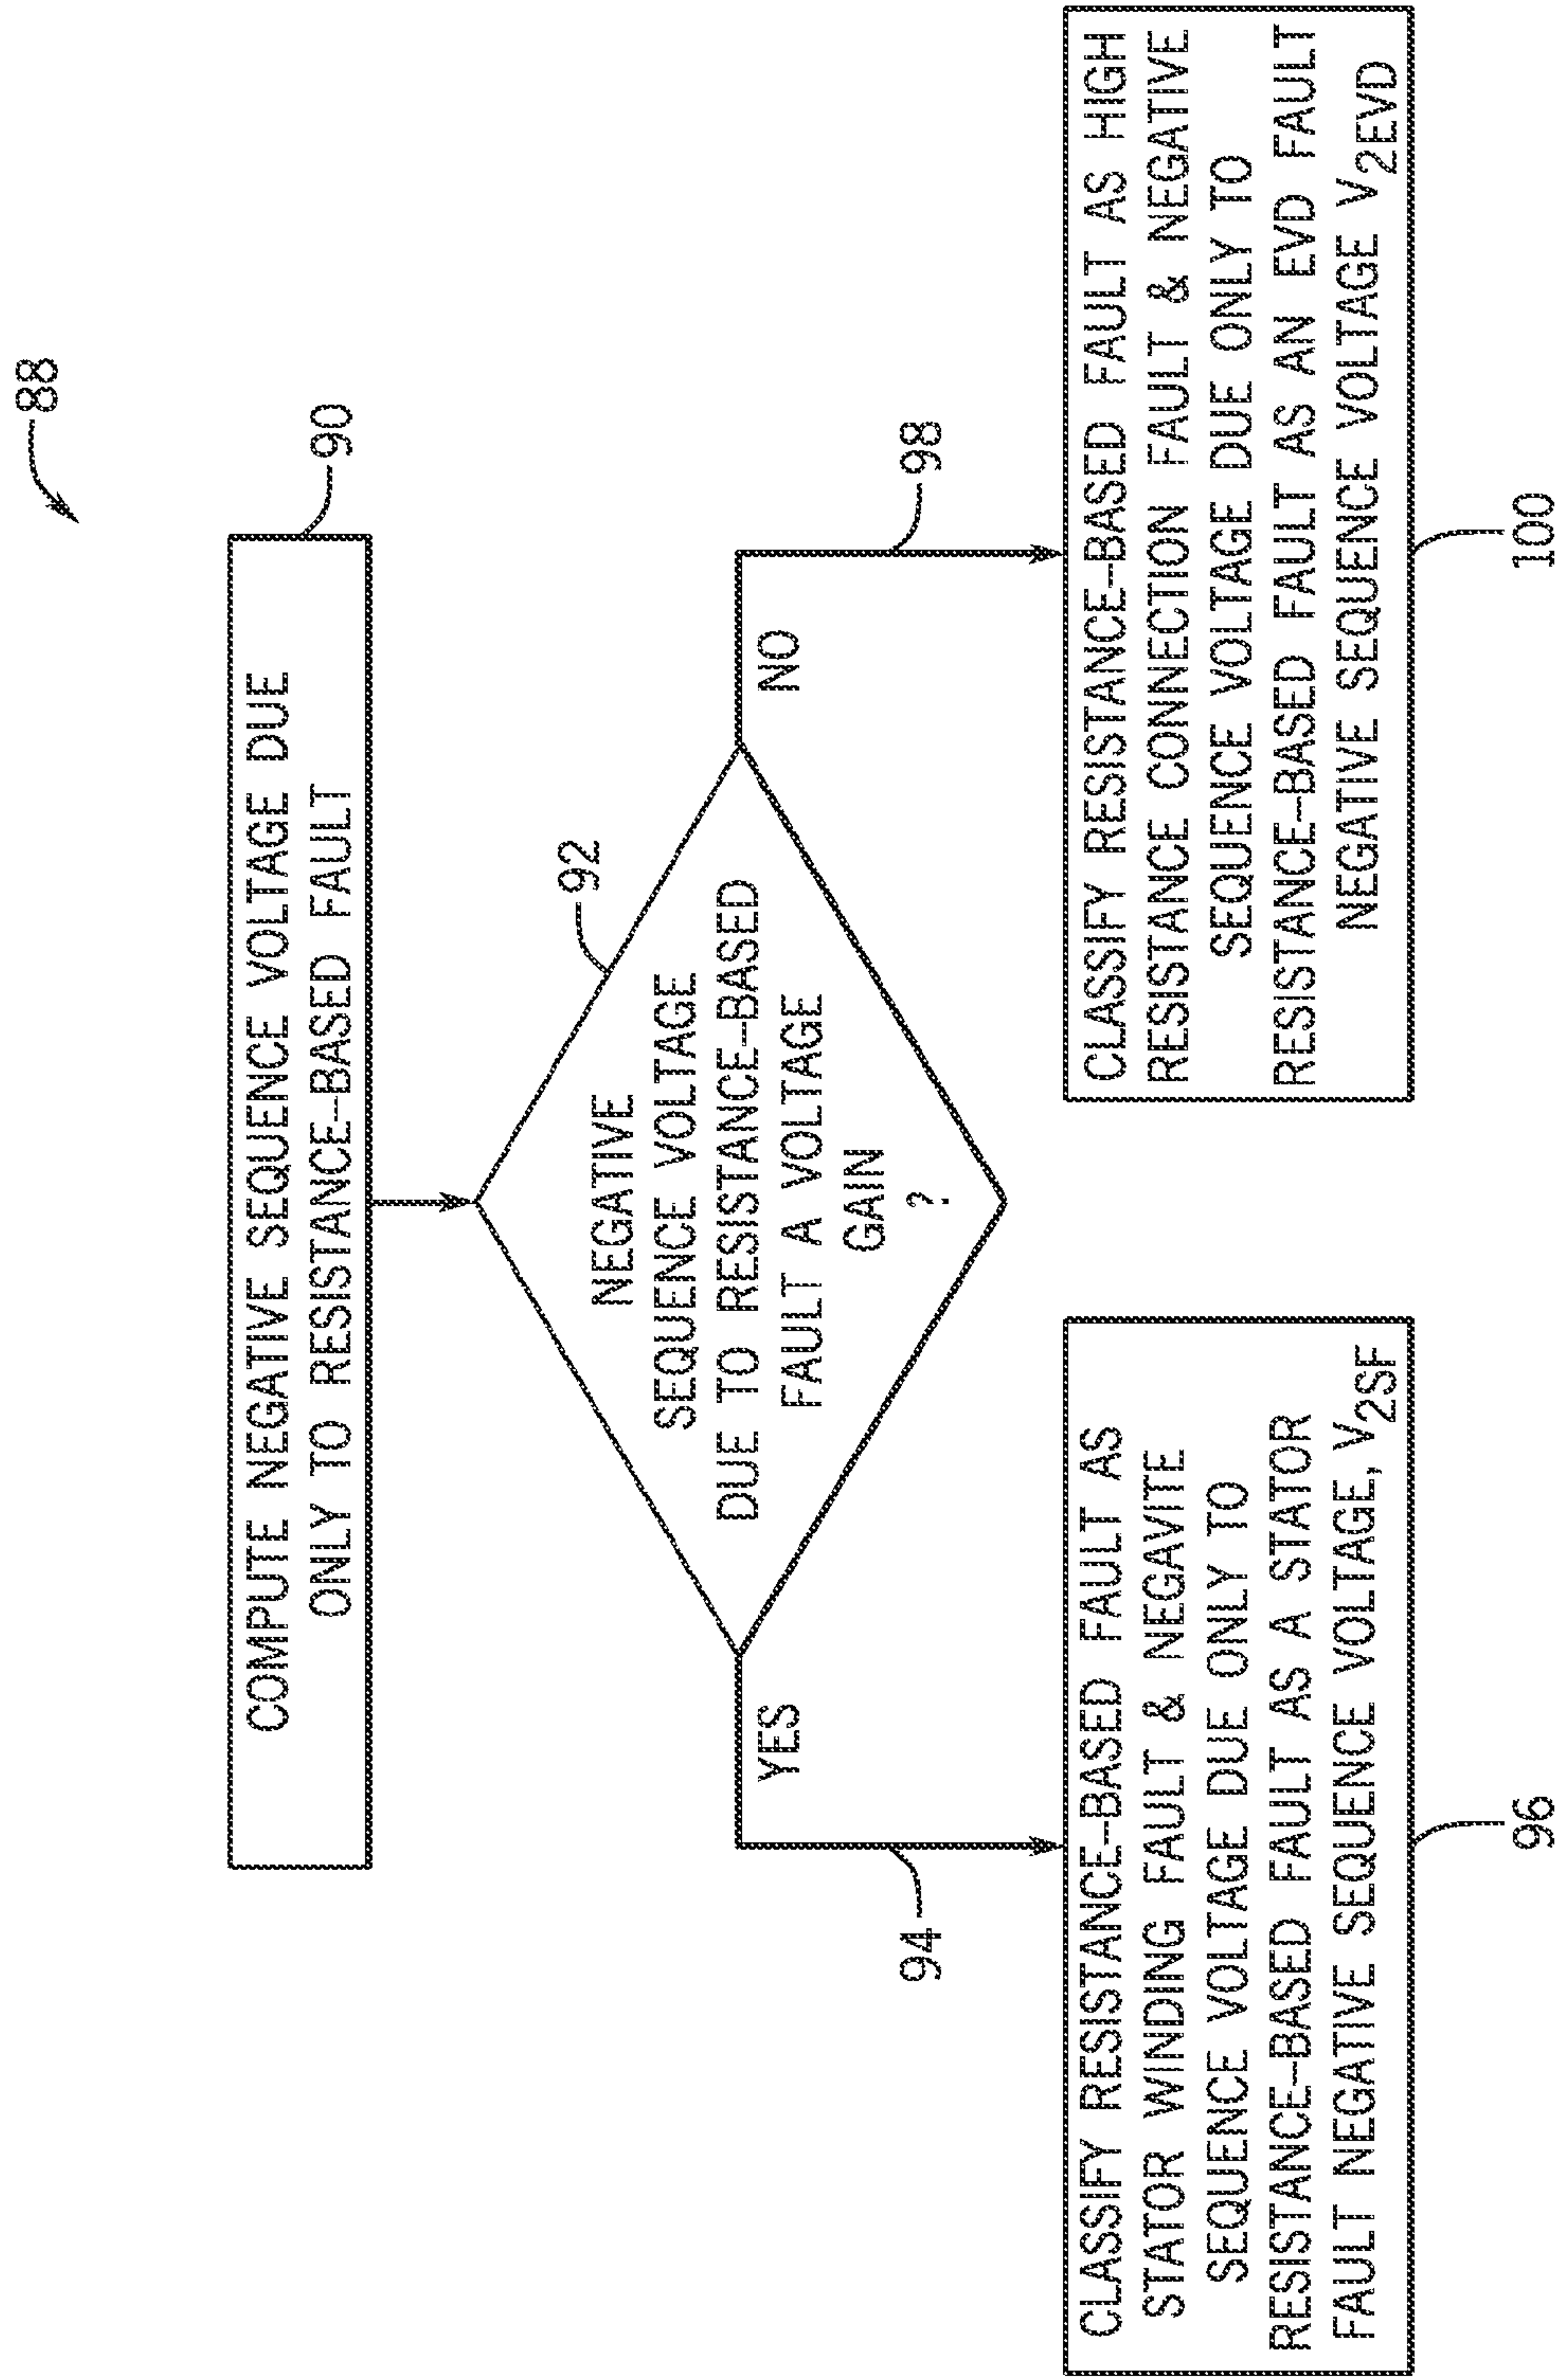 88
COMPUTE NEGATIVE SEQUENCE VOLTAGE DUE
ONLY TO RESISTANCE-BASED FAULT
90
NEGATIVE
SEQUENCE VOLTAGE
DUE TO RESISTANCE-BASED
FAULT A VOLTAGE
GAIN
?
92
YES
NO
94
98
CLASSIFY RESISTANCE-BASED FAULT AS
STATOR WINDING FAULT & NEGAVITE
SEQUENCE VOLTAGE DUE ONLY TO
RESISTANCE-BASED FAULT AS A STATOR
FAULT NEGATIVE SEQUENCE VOLTAGE, V2SF
96
CLASSIFY RESISTANCE-BASED FAULT AS HIGH
RESISTANCE CONNECTION FAULT & NEGATIVE
SEQUENCE VOLTAGE DUE ONLY TO
RESISTANCE-BASED FAULT AS AN EVD FAULT
NEGATIVE SEQUENCE VOLTAGE V2EVD
100